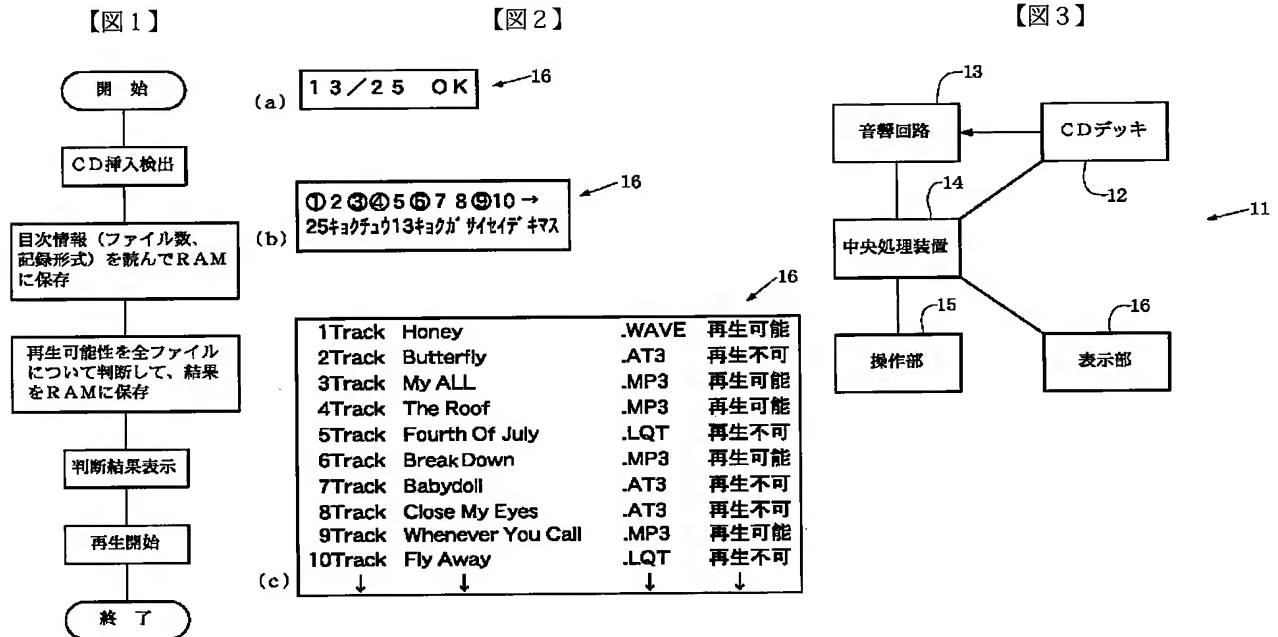 【図1】
開 始
CD挿入検出
目次情報(ファイル数、
記録形式)を読んでRAM
に保存
再生可能性を全ファイル
について判断して、結果
をRAMに保存
判断結果表示
再生開始
終 了
【図2】
(a)
13/25 OK
16
(b)
①2③④5⑥7 8⑨10→
25キョクチュウ13キョクガ サイセイデキマス
16
(c)
16
1Track Honey .WAVE 再生可能
2Track Butterfly .AT3 再生不可
3Track My ALL .MP3 再生可能
4Track The Roof .MP3 再生可能
5Track Fourth Of July .LQT 再生不可
6Track Break Down .MP3 再生可能
7Track Babydoll .AT3 再生不可
8Track Close My Eyes .AT3 再生不可
9Track Whenever You Call .MP3 再生可能
10Track Fly Away .LQT 再生不可
↓ ↓ ↓ ↓
【図3】
13
音響回路
CDデッキ
12
14
中央処理装置
11
15
操作部
16
表示部